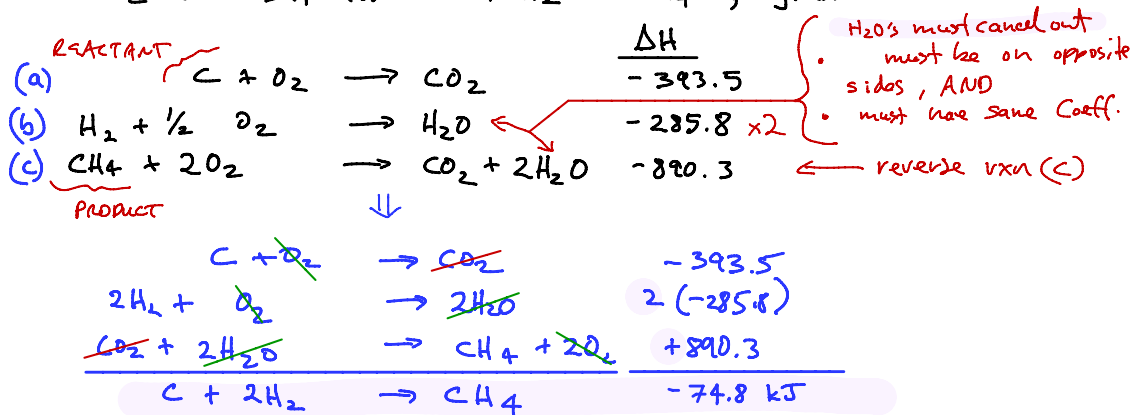 ΔH
REACTANT
H2O's must cancel out
• must be on opposite
sides, AND
• must have same Coeff.
(a) C + O2 → CO2 -393.5
(b) H2 + 1/2 O2 → H2O -285.8 x2
(c) CH4 + 2O2 → CO2 + 2H2O -890.3 ← reverse rxn (c)
PRODUCT
⇓
C + O2 → CO2 -393.5
2H2 + O2 → 2H2O 2(-285.8)
CO2 + 2H2O → CH4 + 2O2 +890.3
C + 2H2 → CH4 -74.8 kJ